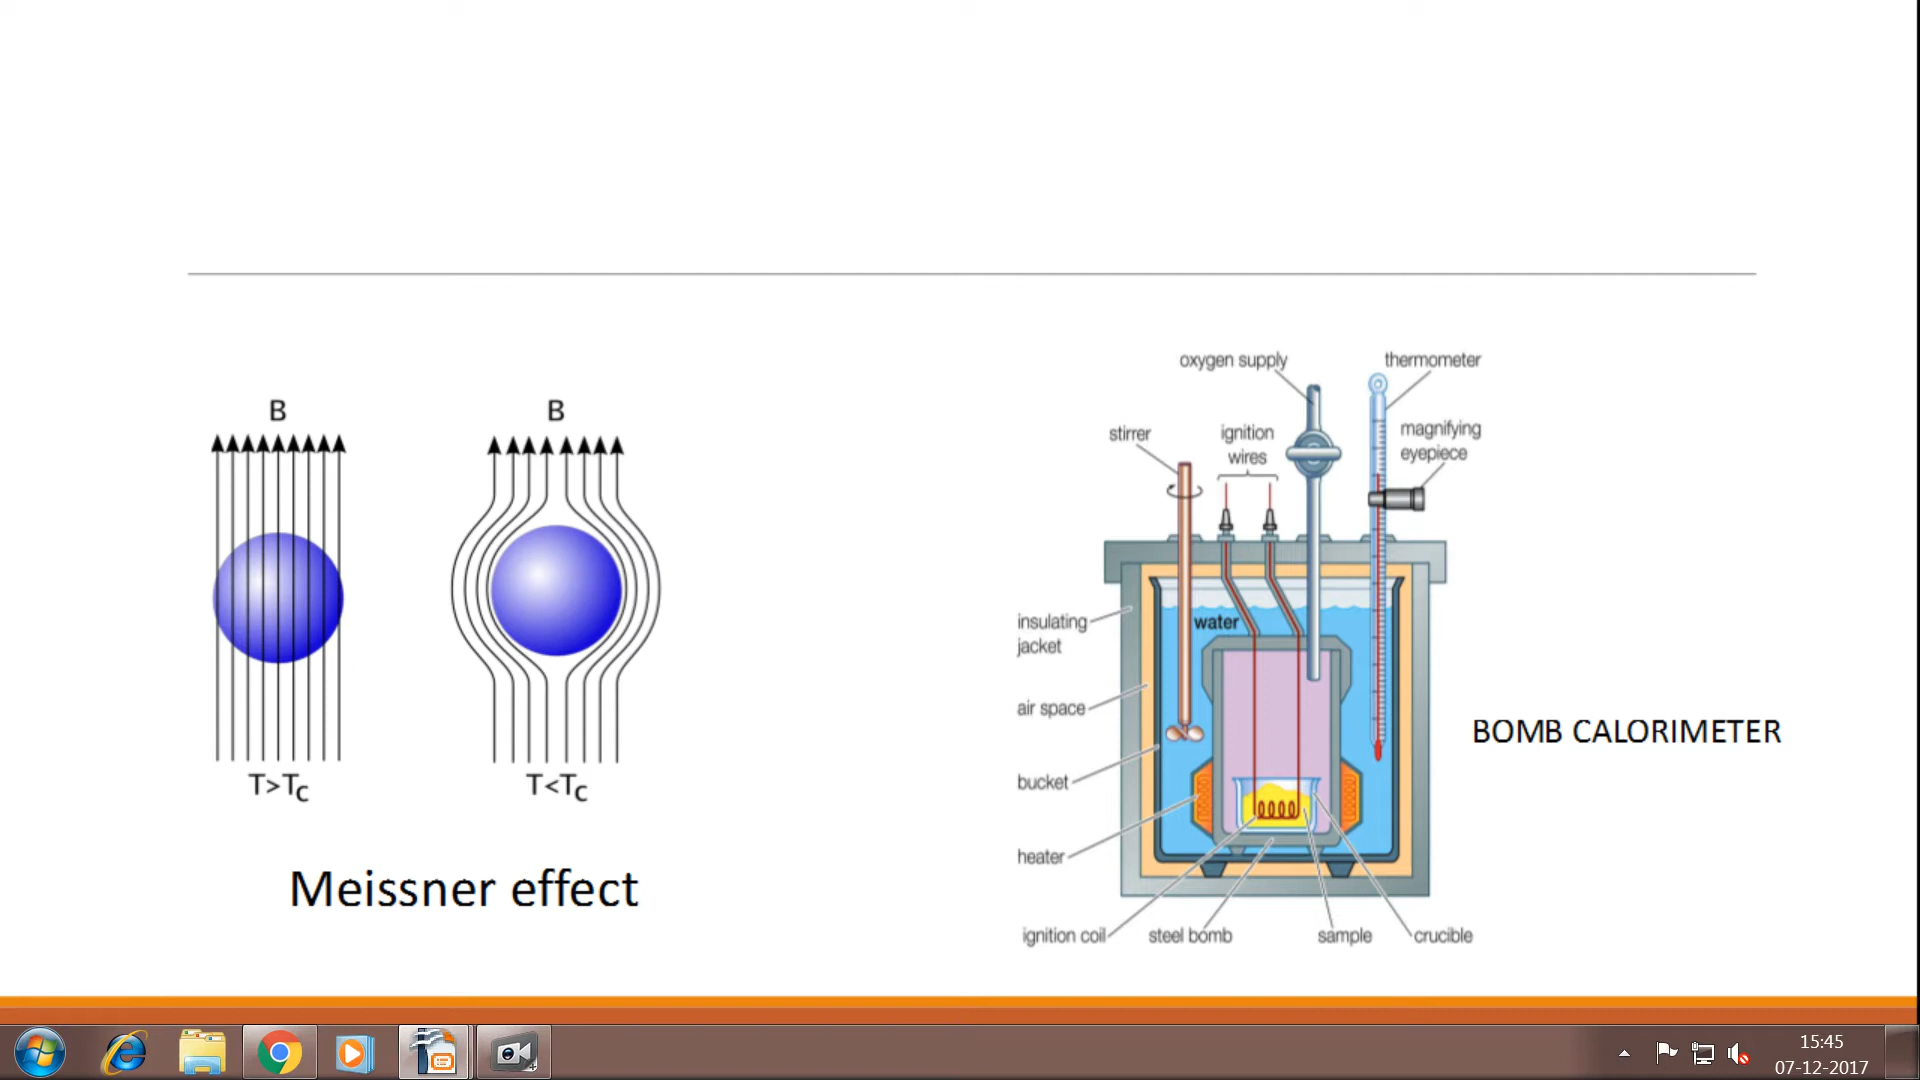 B
B
T>Tc
T<Tc
Meissner effect
oxygen supply
thermometer
stirrer
ignition
wires
magnifying
eyepiece
insulating
jacket
water
air space
bucket
heater
ignition coil
steel bomb
sample
crucible
BOMB CALORIMETER
15:45
07-12-2017